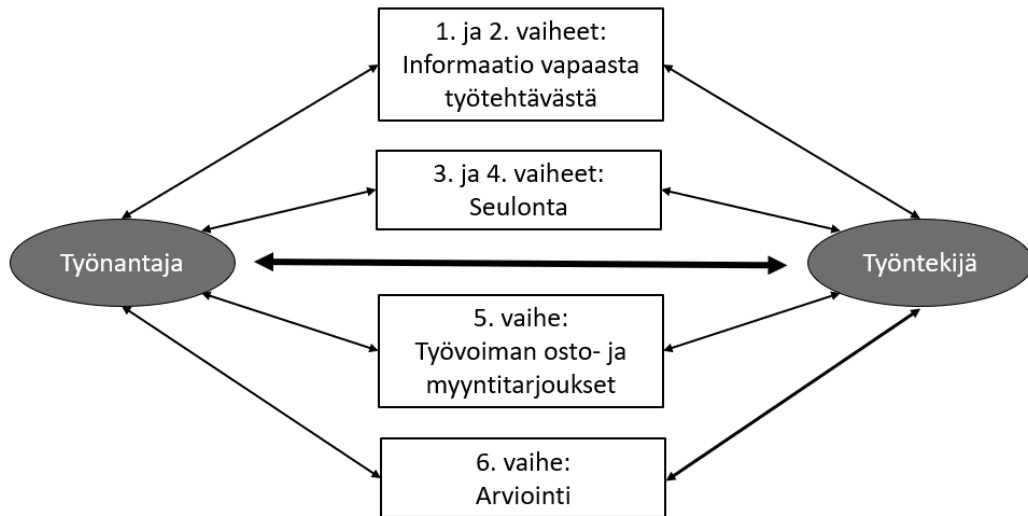 1. ja 2. vaiheet:
Informaatio vapaasta
työtehtävästä
3. ja 4. vaiheet:
Seulonta
Työnantaja
Työntekijä
5. vaihe:
Työvoiman osto- ja
myyntitarjoukset
6. vaihe:
Arviointi